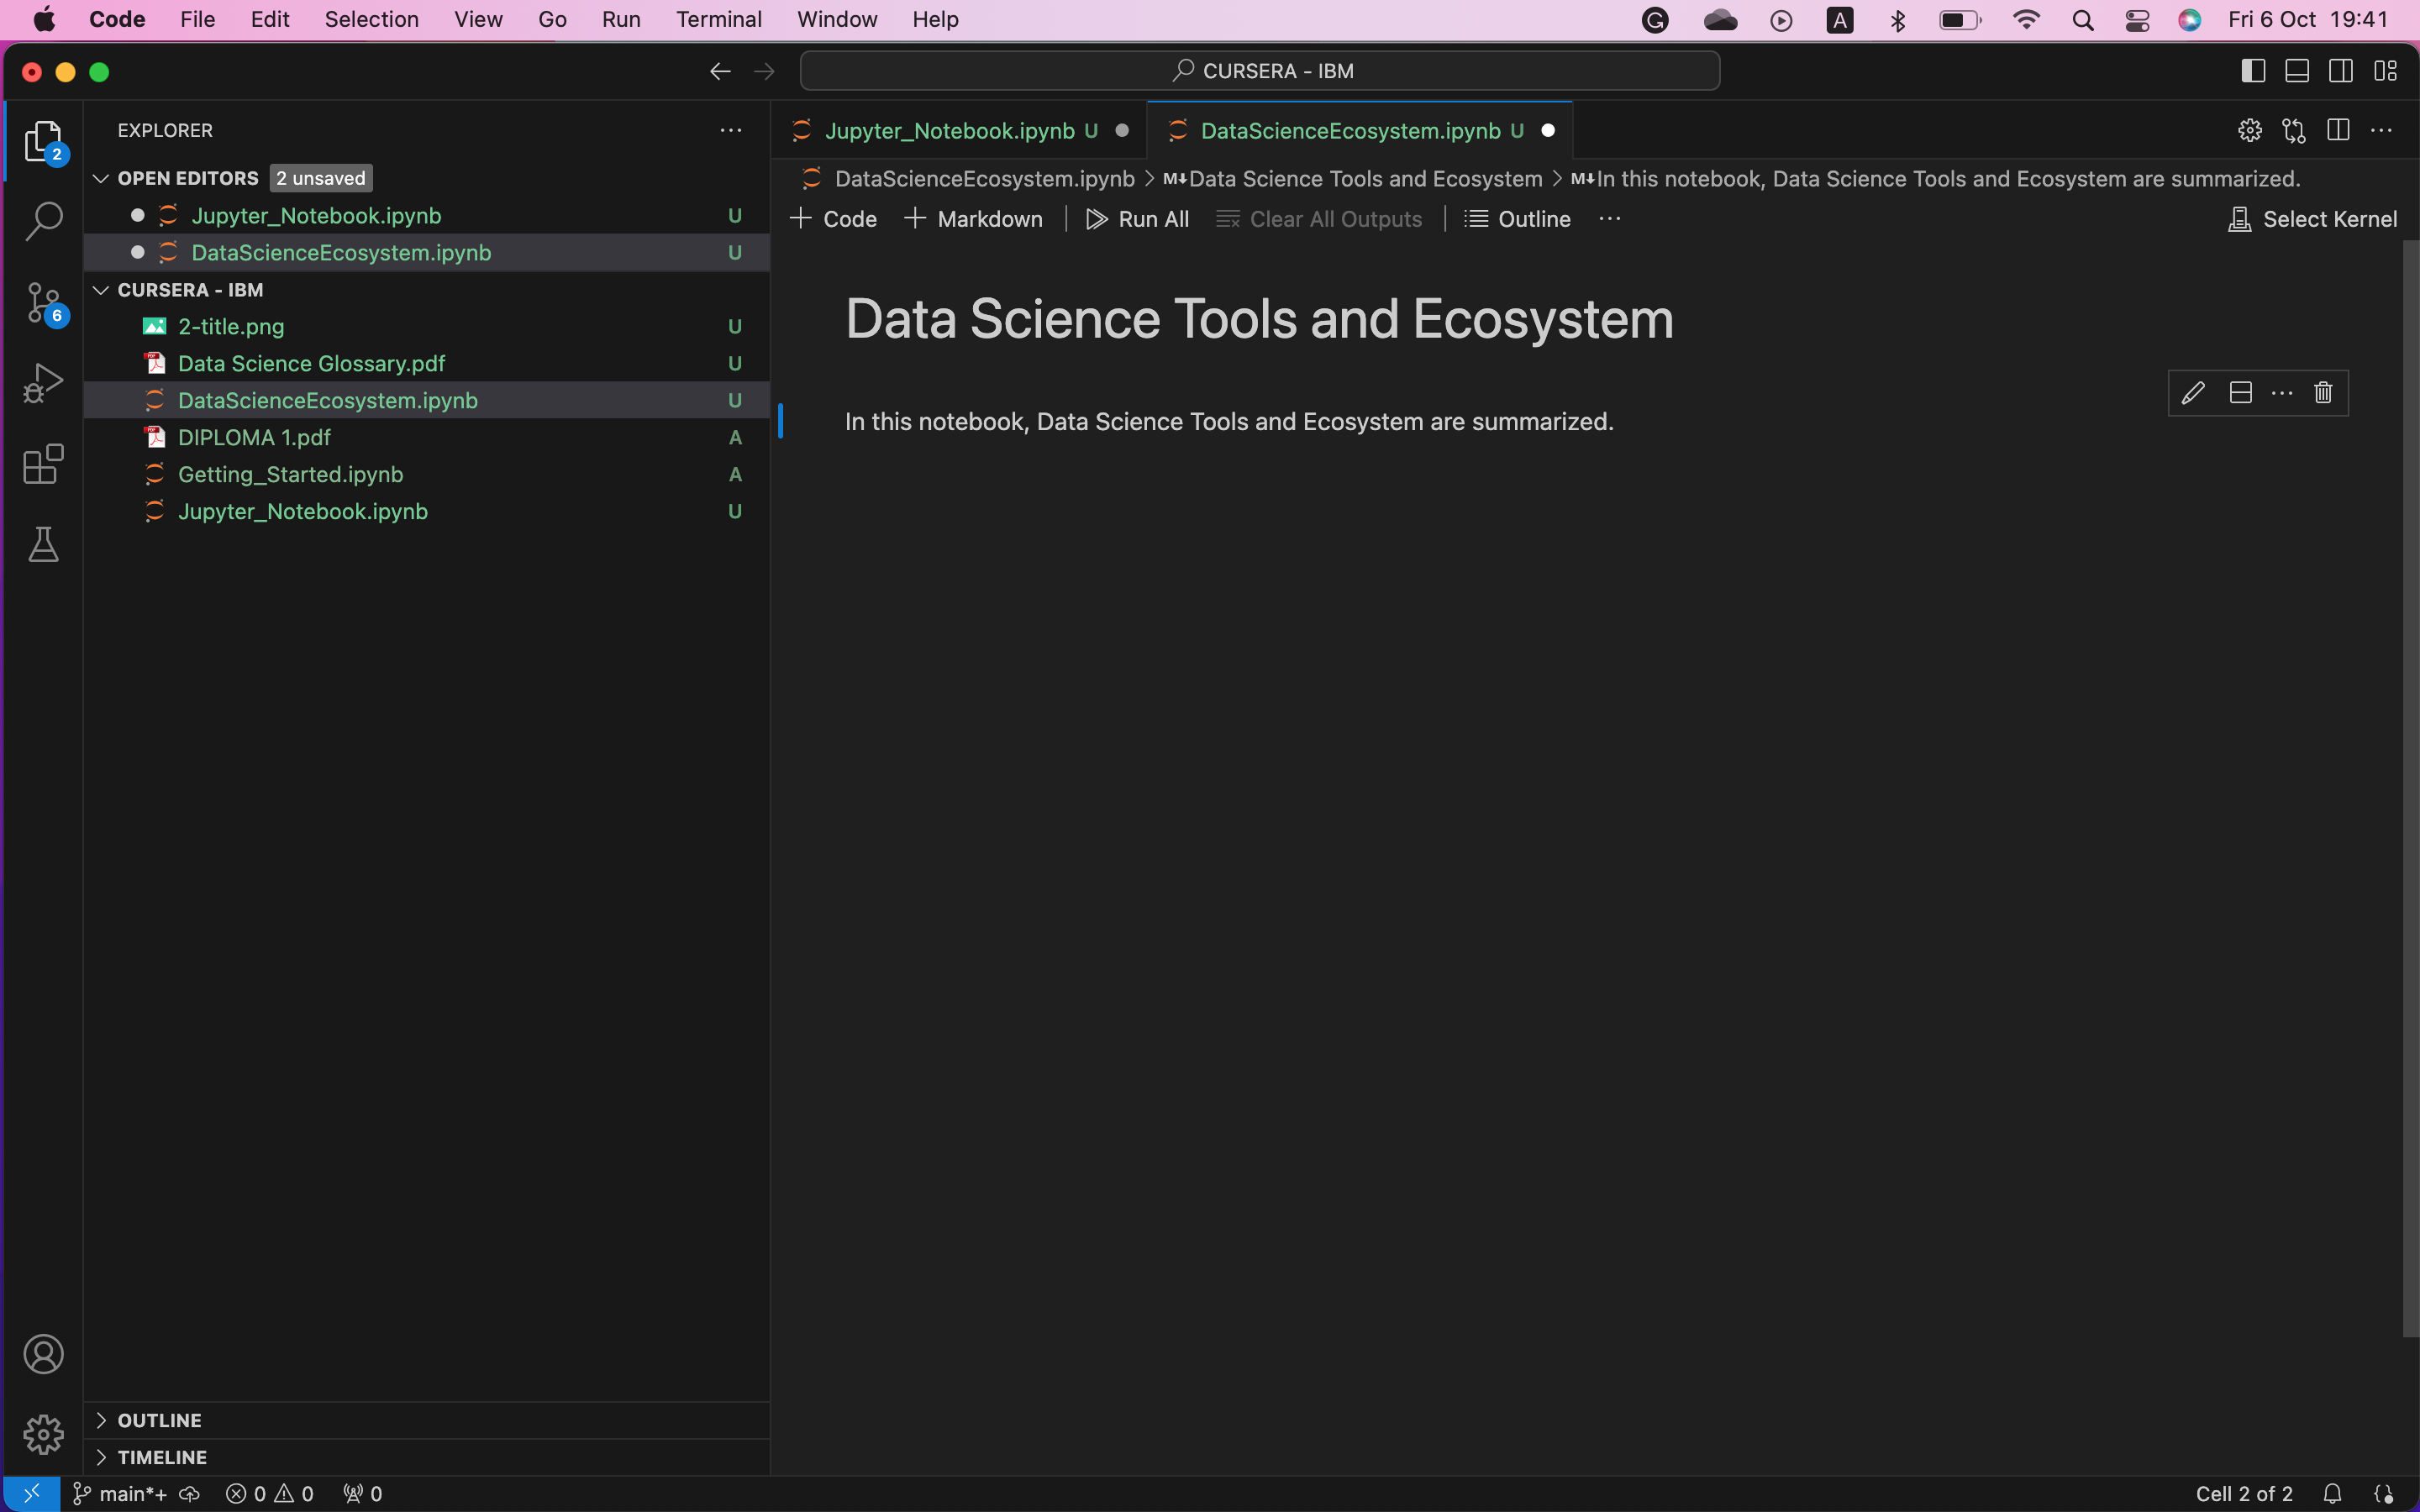 Code File Edit Selection View Go Run Terminal Window Help A Fri 6 Oct 19:41
CURSERA - IBM
EXPLORER
OPEN EDITORS 2 unsaved
Jupyter_Notebook.ipynb U
DataScienceEcosystem.ipynb U
CURSERA - IBM
2-title.png U
Data Science Glossary.pdf U
DataScienceEcosystem.ipynb U
DIPLOMA 1.pdf A
Getting_Started.ipynb A
Jupyter_Notebook.ipynb U
OUTLINE
TIMELINE
2
6
Jupyter_Notebook.ipynb U DataScienceEcosystem.ipynb U
DataScienceEcosystem.ipynb > M↓Data Science Tools and Ecosystem > M↓In this notebook, Data Science Tools and Ecosystem are summarized.
+ Code + Markdown | Run All Clear All Outputs | Outline ... Select Kernel
Data Science Tools and Ecosystem
In this notebook, Data Science Tools and Ecosystem are summarized.
main*+ 0 0 0 Cell 2 of 2